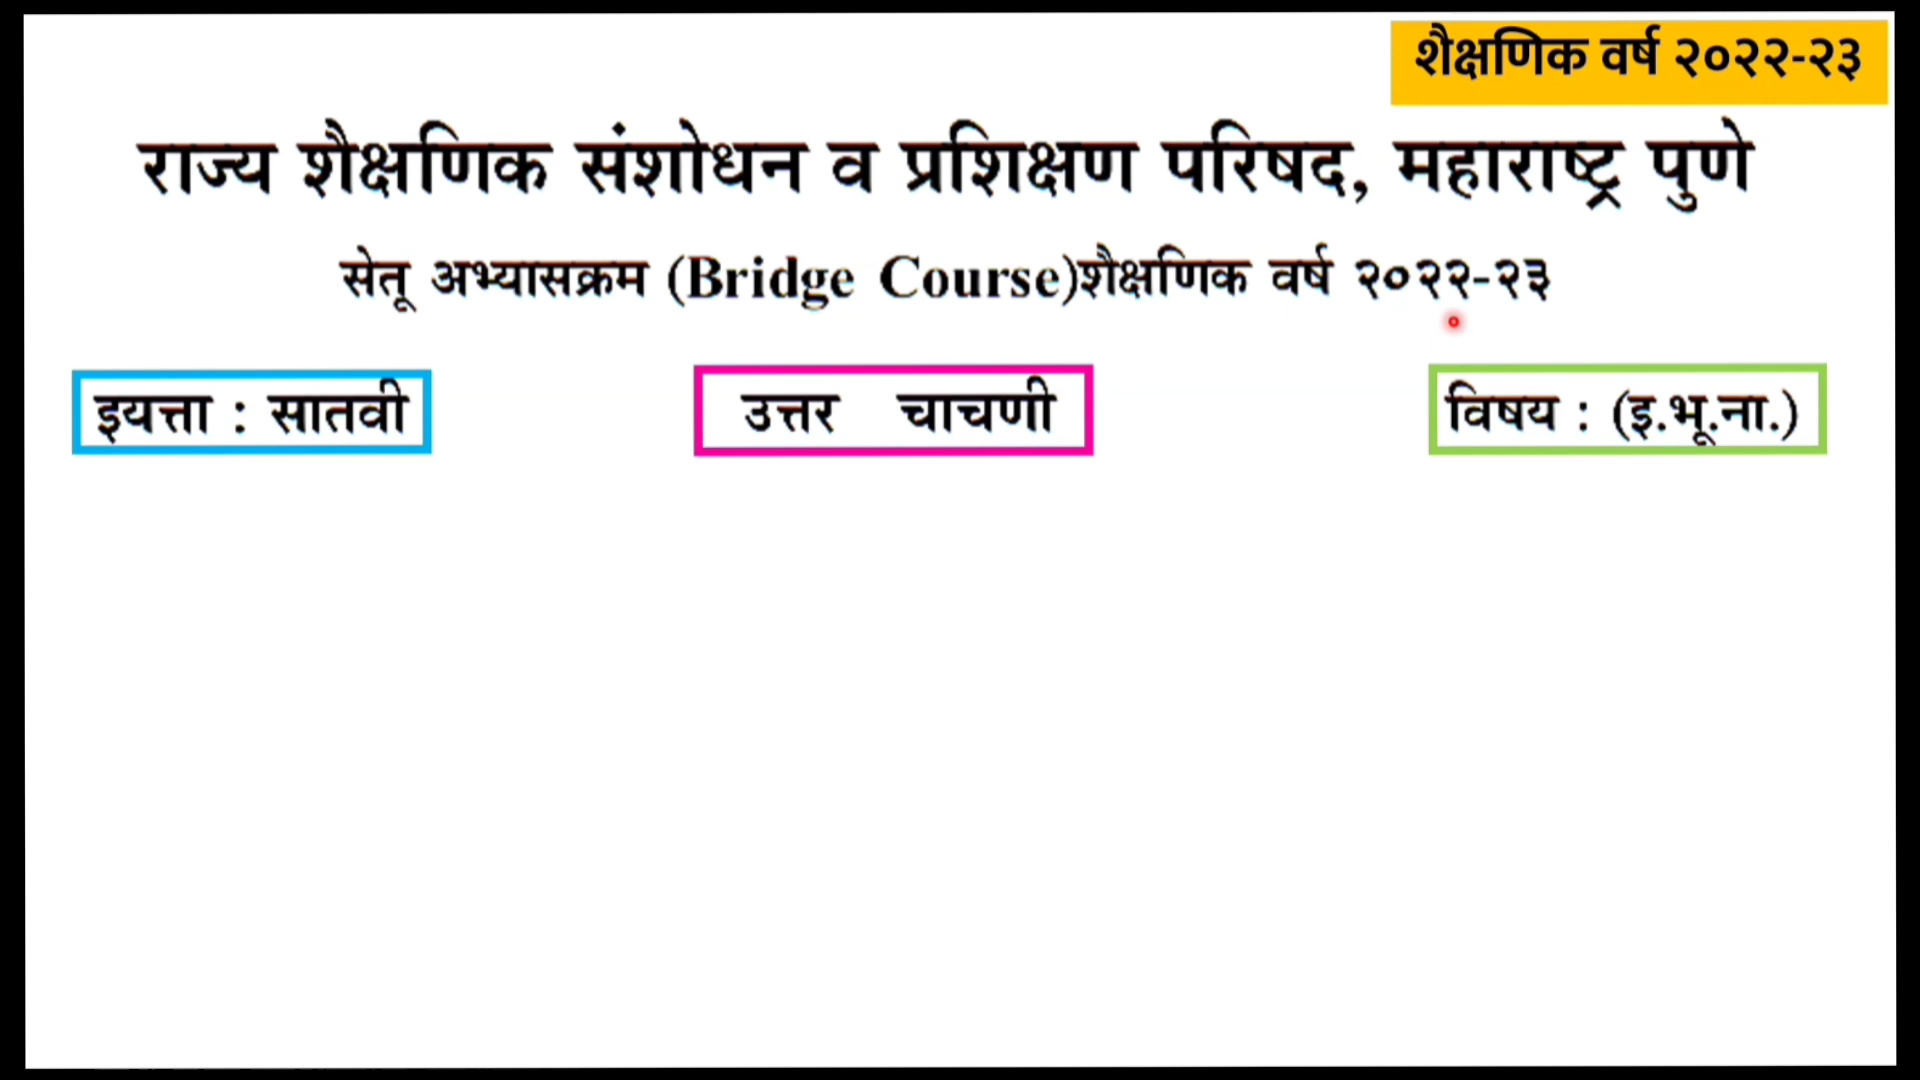 शैक्षणिक वर्ष २०२२-२३
राज्य शैक्षणिक संशोधन व प्रशिक्षण परिषद, महाराष्ट्र पुणे
सेतू अभ्यासक्रम (Bridge Course)शैक्षणिक वर्ष २०२२-२३
इयत्ता : सातवी
उत्तर चाचणी
विषय : (इ.भू.ना.)